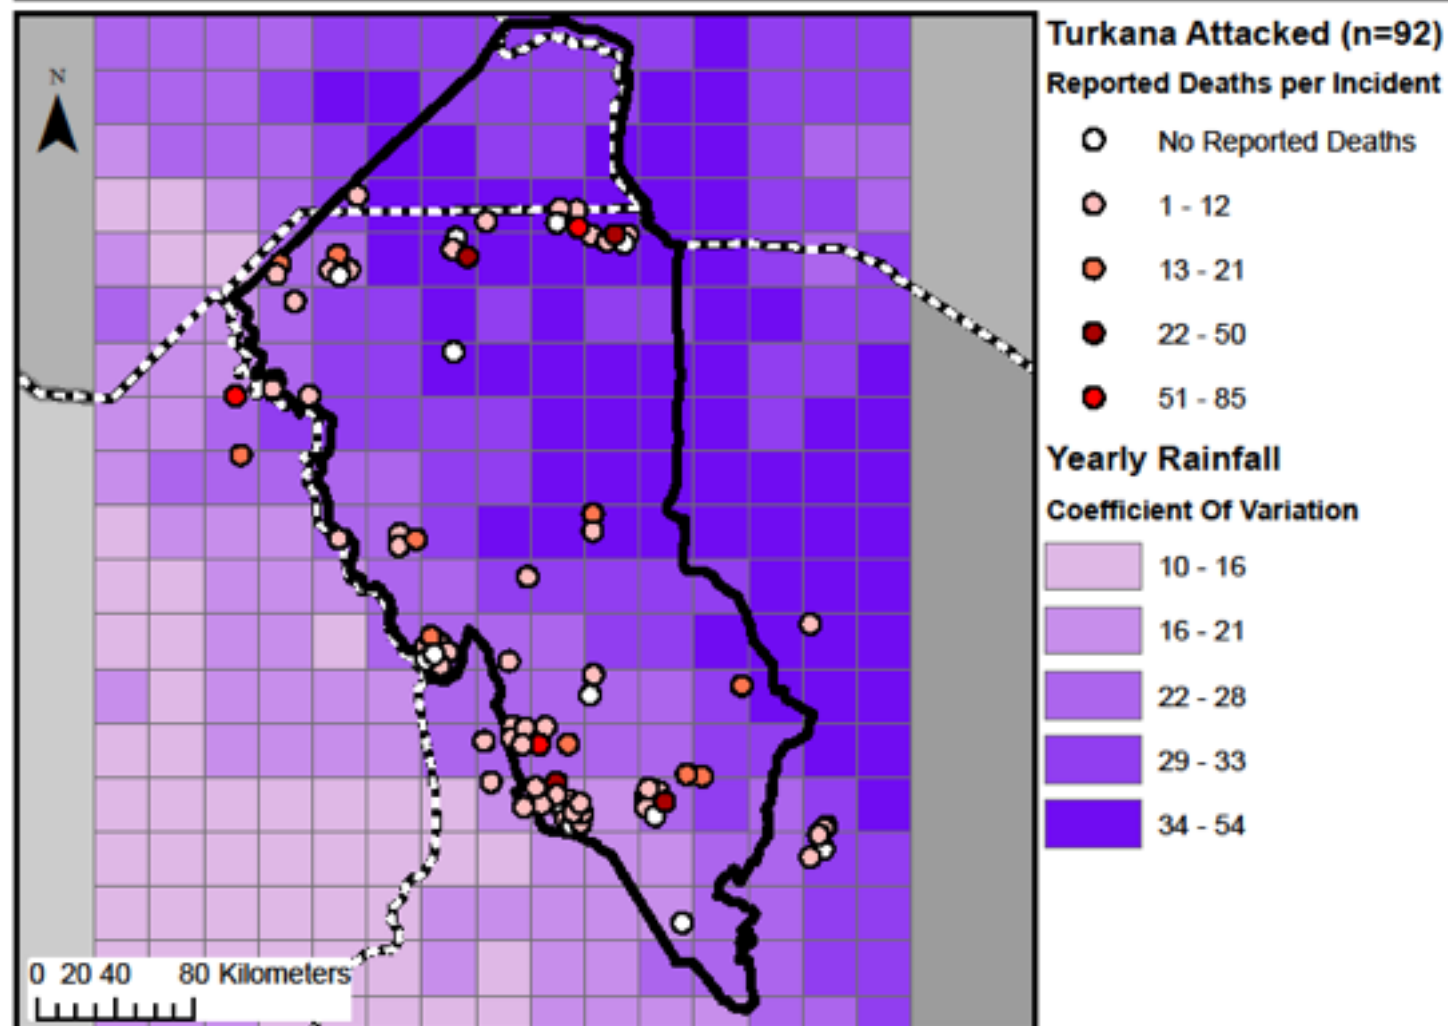 N
Turkana Attacked (n=92)
Reported Deaths per Incident
No Reported Deaths
1 - 12
13 - 21
22 - 50
51 - 85
Yearly Rainfall
Coefficient Of Variation
10 - 16
16 - 21
22 - 28
29 - 33
34 - 54
0 20 40 80 Kilometers